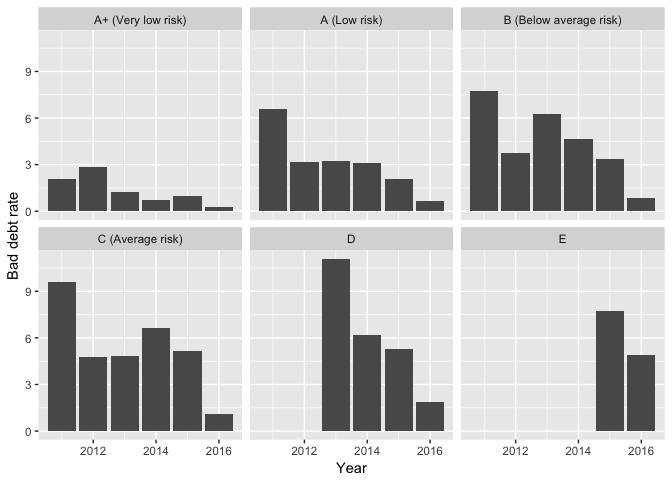 A+ (Very low risk)
A (Low risk)
B (Below average risk)
9
6
3
0
Bad debt rate
C (Average risk)
D
E
9
6
3
0
2012
2014
2016
2012
2014
2016
2012
2014
2016
Year